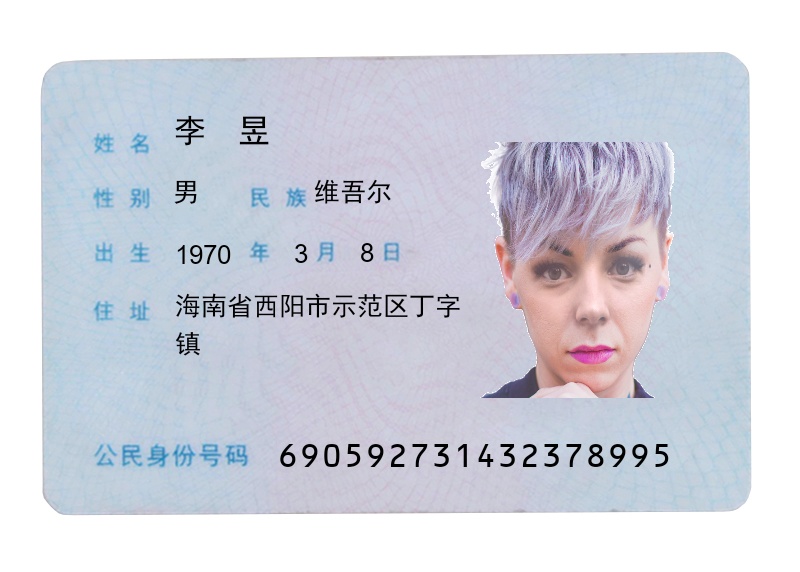 姓名 李昱
性别 男 民族 维吾尔
出生 1970 年 3 月 8 日
住址 海南省西阳市示范区丁字
镇
公民身份号码 690592731432378995